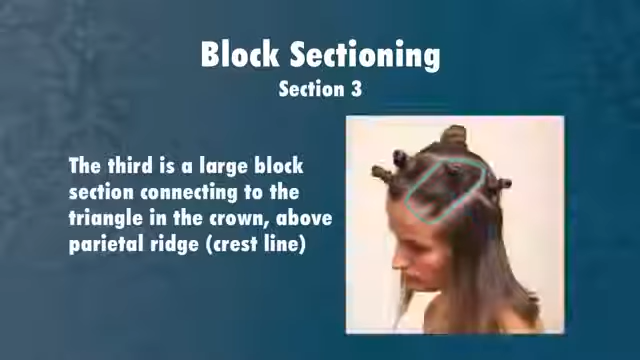 Block Sectioning
Section 3
The third is a large block
section connecting to the
triangle in the crown, above
parietal ridge (crest line)